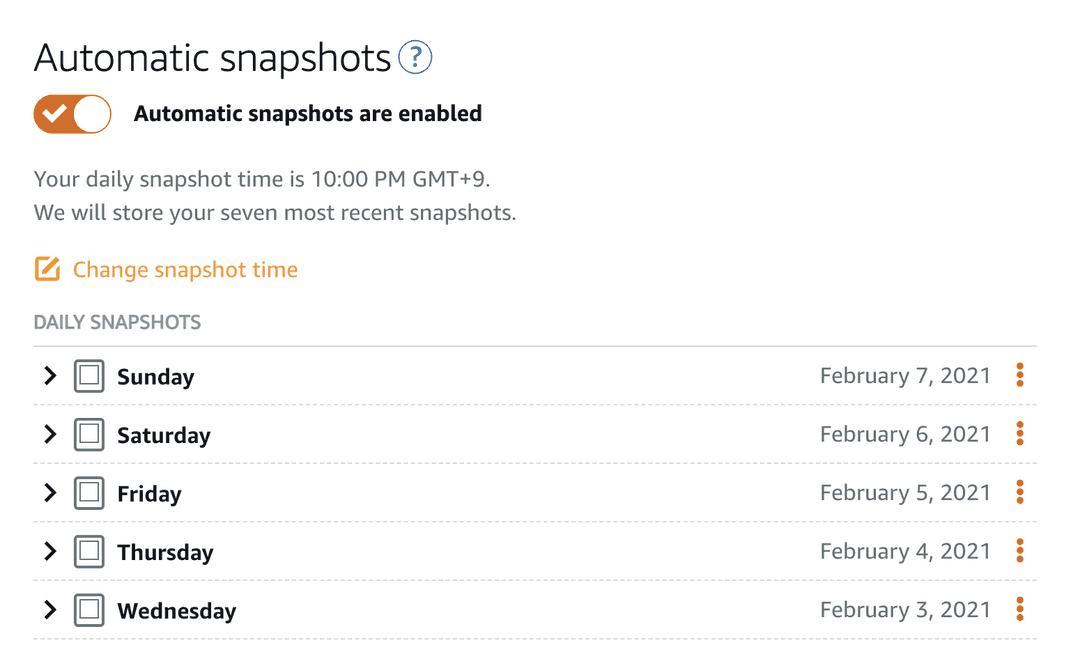 Automatic snapshots ?
Automatic snapshots are enabled
Your daily snapshot time is 10:00 PM GMT+9.
We will store your seven most recent snapshots.
Change snapshot time
DAILY SNAPSHOTS
Sunday February 7, 2021
Saturday February 6, 2021
Friday February 5, 2021
Thursday February 4, 2021
Wednesday February 3, 2021